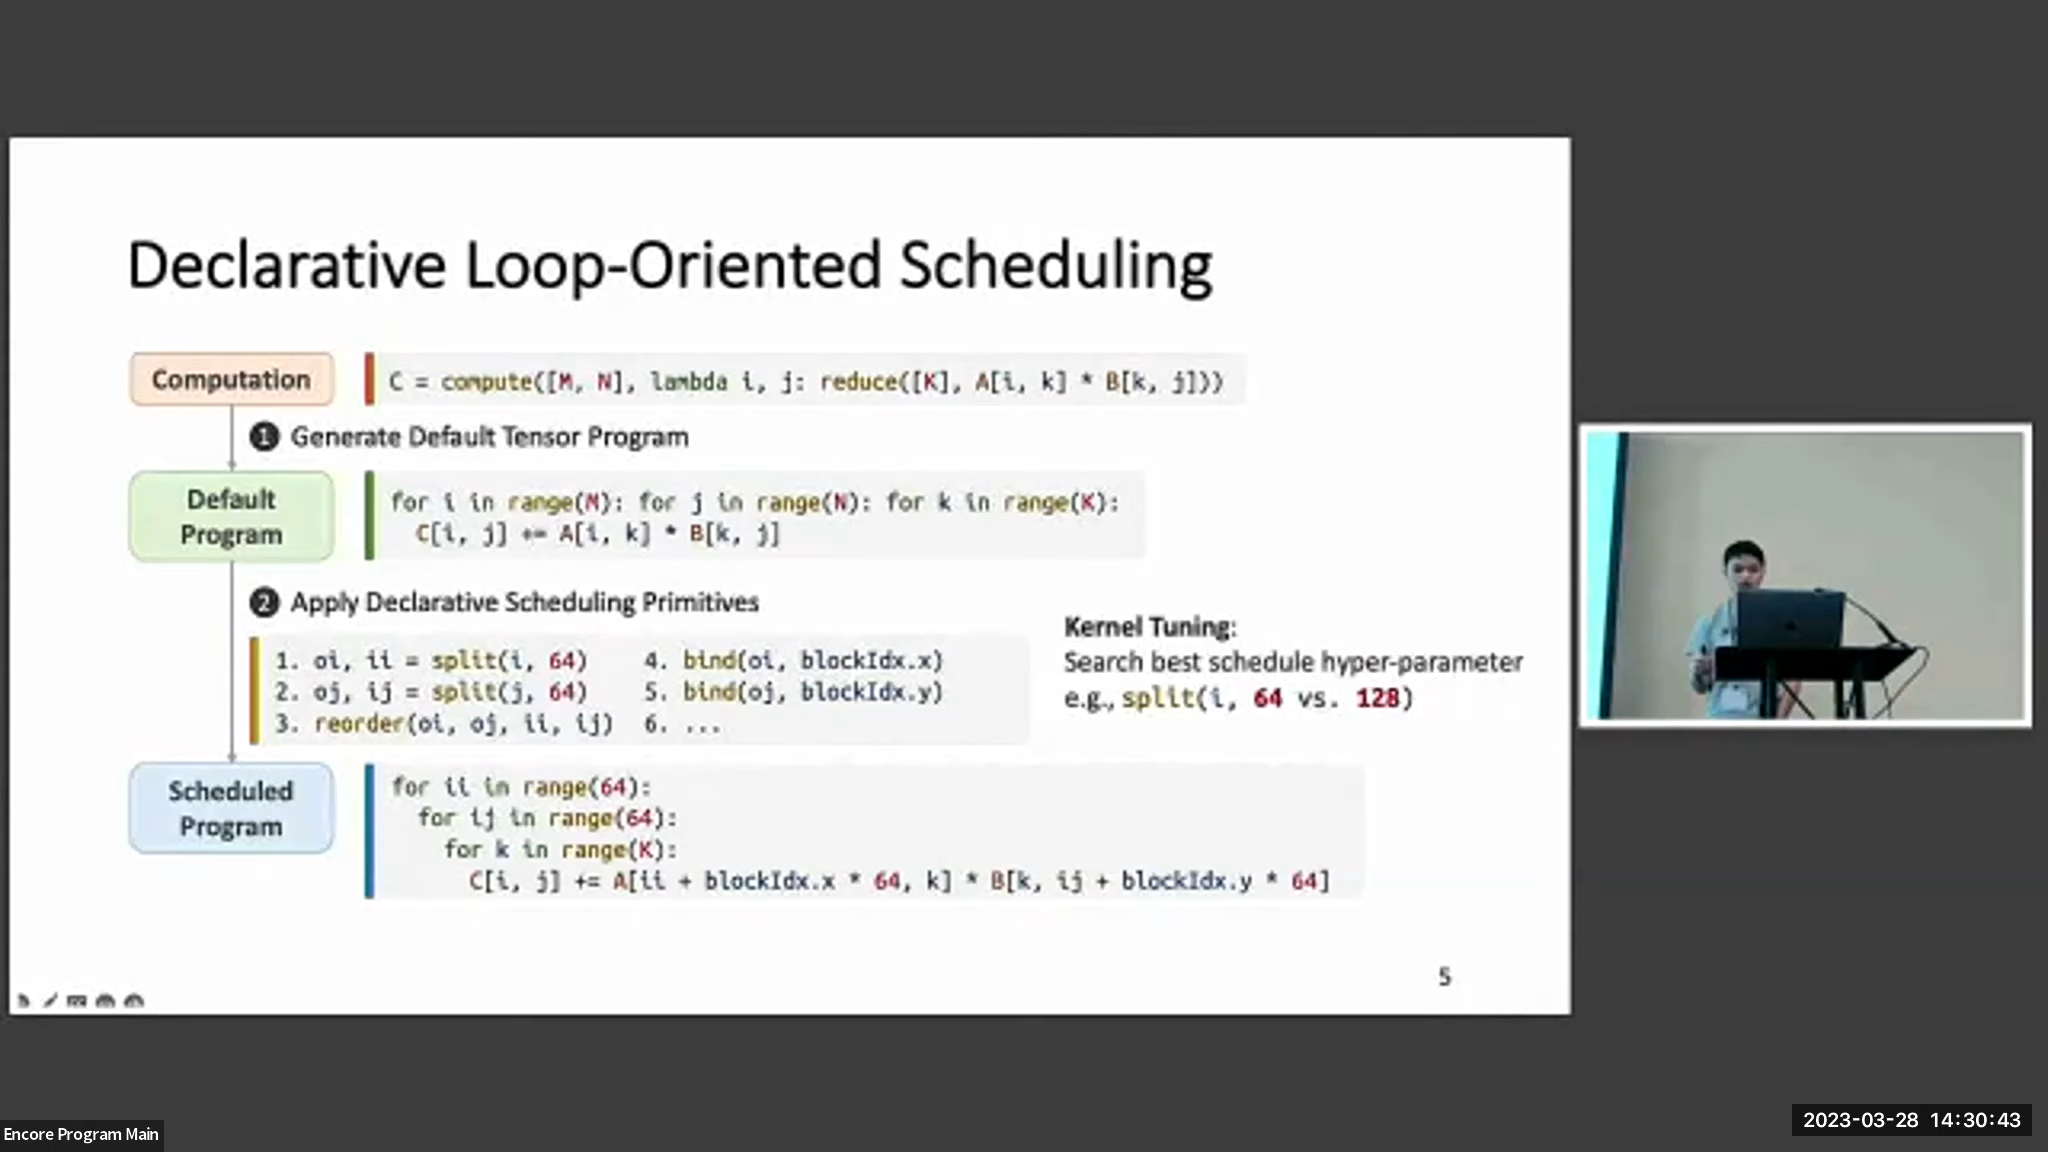 Declarative Loop-Oriented Scheduling
Computation
C = compute([M, N], lambda i, j: reduce([K], A[i, k] * B[k, j]))
1 Generate Default Tensor Program
Default
Program
for i in range(M): for j in range(N): for k in range(K):
C[i, j] += A[i, k] * B[k, j]
2 Apply Declarative Scheduling Primitives
1. oi, ii = split(i, 64)
2. oj, ij = split(j, 64)
3. reorder(oi, oj, ii, ij)
4. bind(oi, blockIdx.x)
5. bind(oj, blockIdx.y)
6. ...
Kernel Tuning:
Search best schedule hyper-parameter
e.g., split(i, 64 vs. 128)
Scheduled
Program
for ii in range(64):
for ij in range(64):
for k in range(K):
C[i, j] += A[ii + blockIdx.x * 64, k] * B[k, ij + blockIdx.y * 64]
5
Encore Program Main
2023-03-28 14:30:43